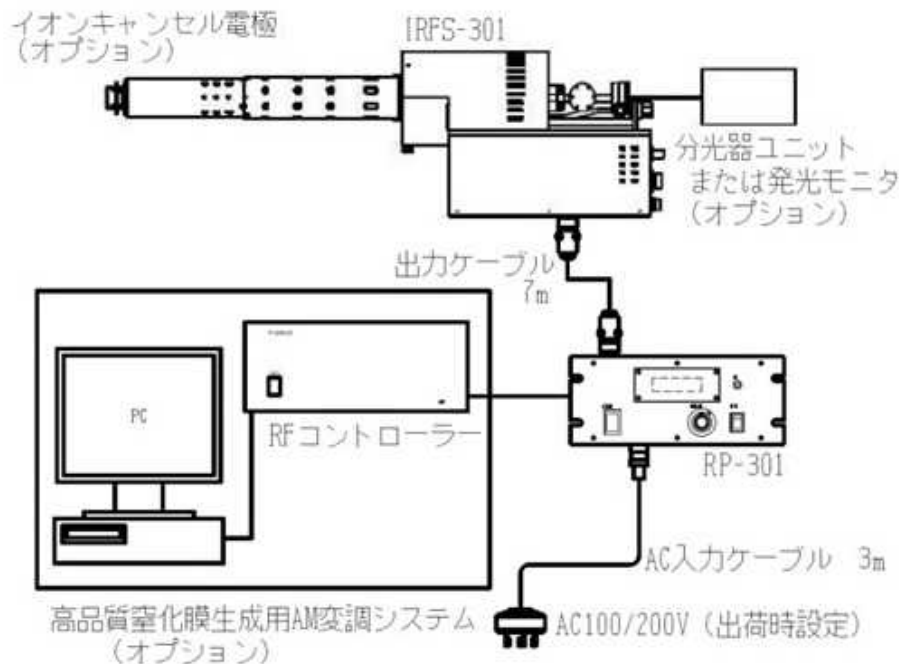 イオンキャンセル電極
(オプション)
IRFS-301
分光器ユニット
または発光モニタ
(オプション)
出力ケーブル
7m
PC
RFコントローラー
RP-301
AC入力ケーブル 3m
高品質窒化膜生成用AM変調システム
(オプション)
AC100/200V (出荷時設定)